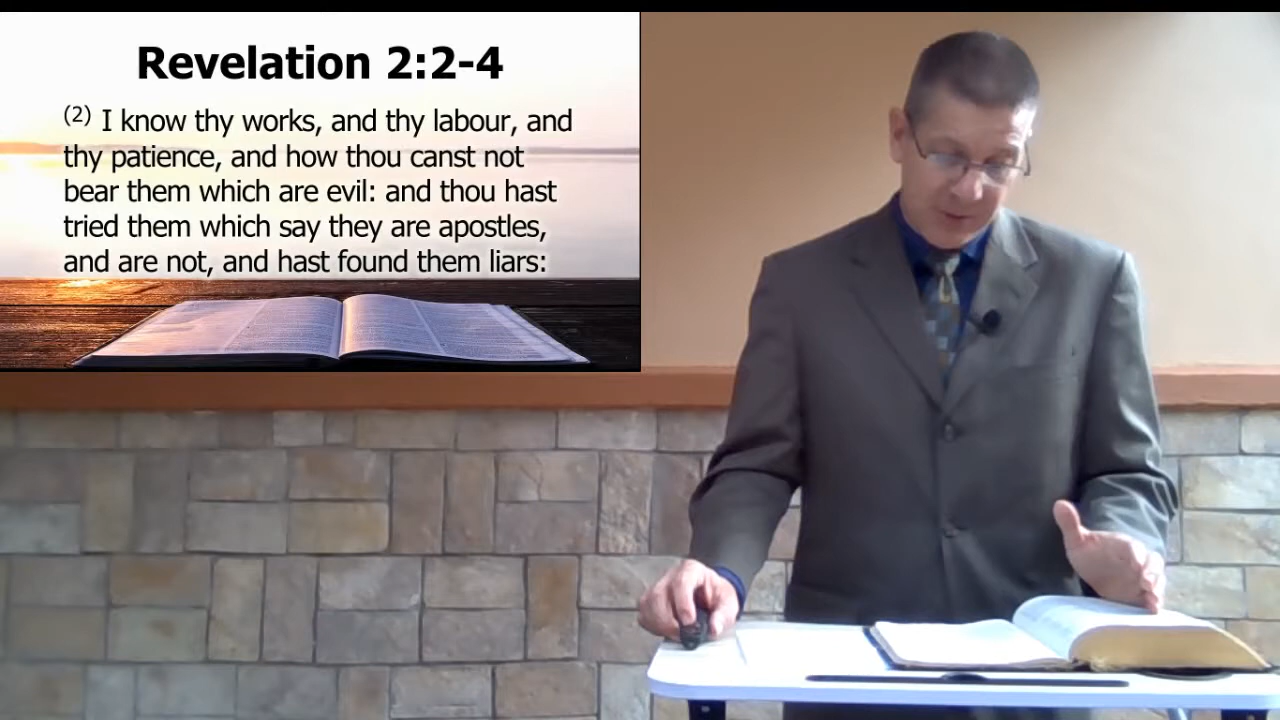 Revelation 2:2-4
(2) I know thy works, and thy labour, and
thy patience, and how thou canst not
bear them which are evil: and thou hast
tried them which say they are apostles,
and are not, and hast found them liars: